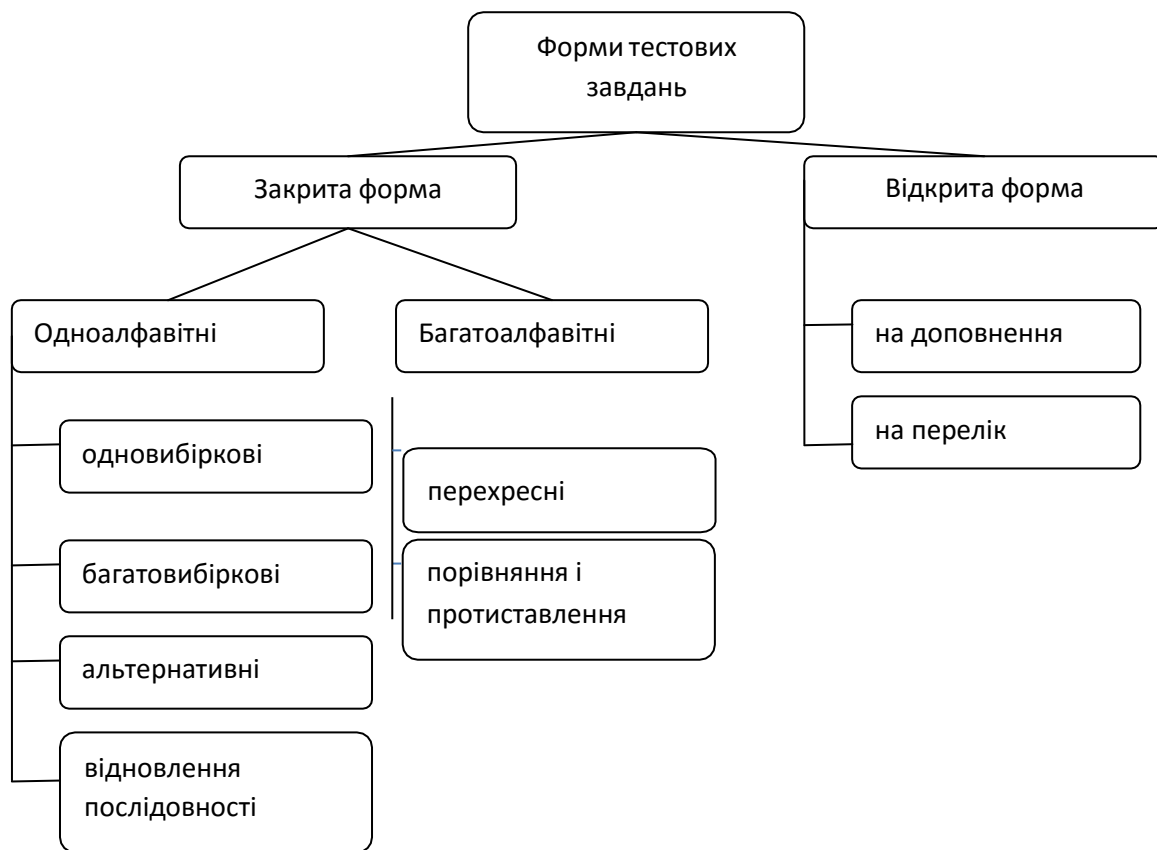 Форми тестових
завдань
Закрита форма
Відкрита форма
Одноалфавітні
Багатоалфавітні
на доповнення
на перелік
одновибіркові
перехресні
багатовибіркові
порівняння і
протиставлення
альтернативні
відновлення
послідовності